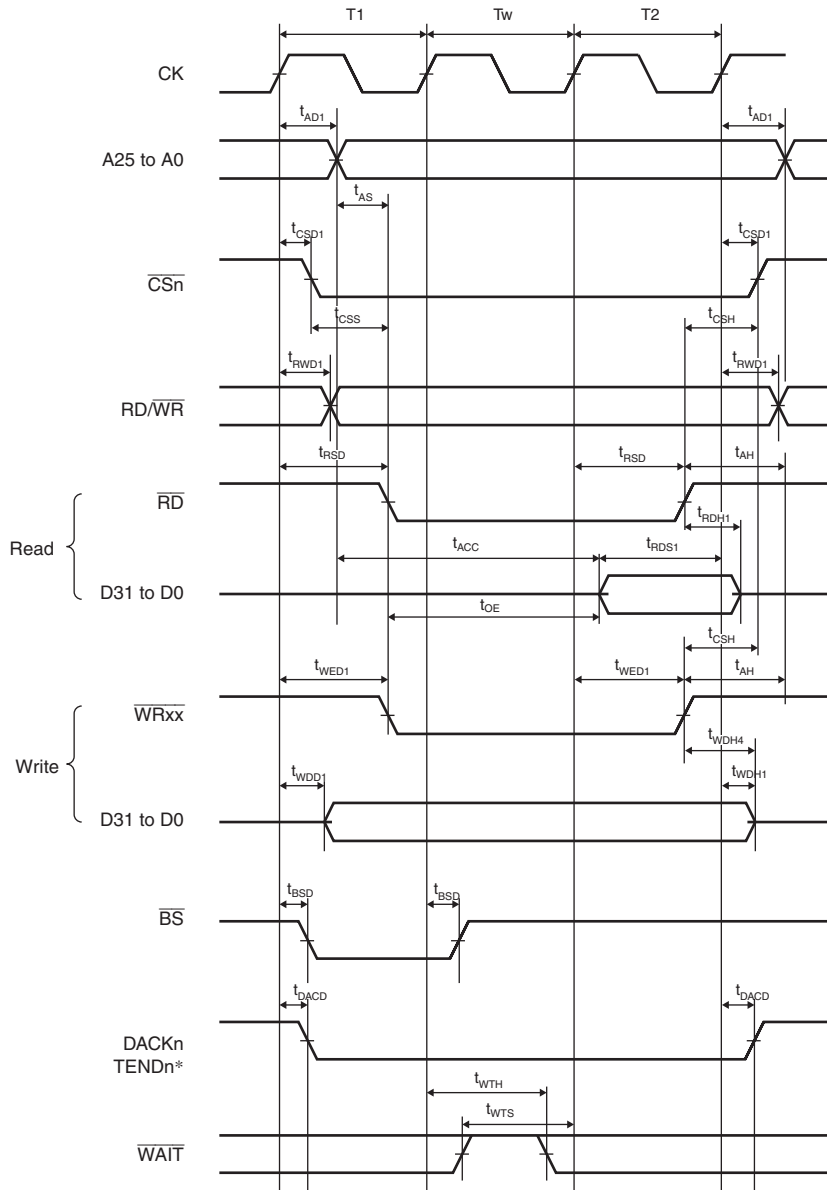 T1 Tw T2
CK
tAD1 tAD1
A25 to A0
tAS
tCSD1 tCSD1
CSn
tCSS tCSH
tRWD1 tRWD1
RD/WR
tRSD tRSD tAH
RD
tRDH1
Read
tACC tRDS1
D31 to D0
tOE
tCSH
tWED1 tWED1 tAH
WRxx
tWDH4
Write
tWDD1 tWDH1
D31 to D0
tBSD tBSD
BS
tDACD tDACD
DACKn
TENDn*
tWTH
tWTS
WAIT